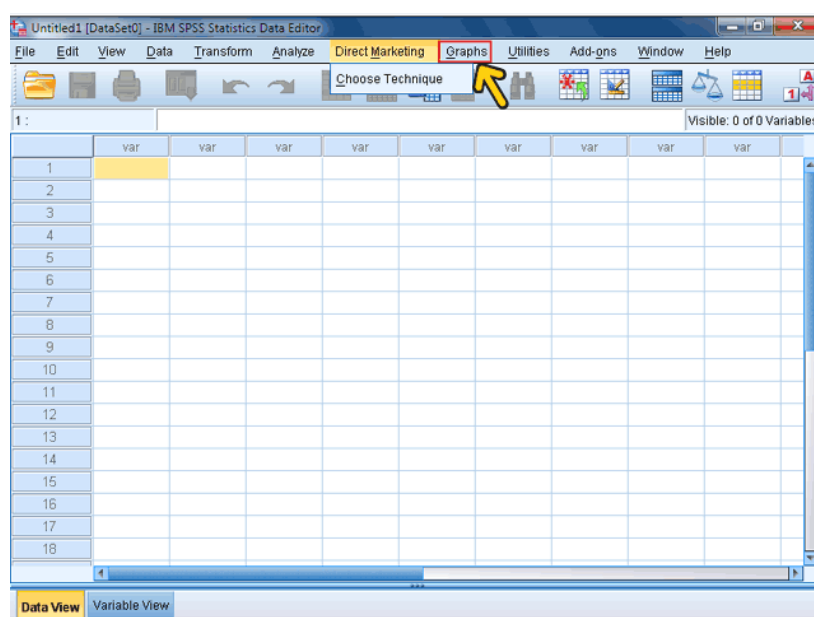 Untitled1 [DataSet0] - IBM SPSS Statistics Data Editor
File Edit View Data Transform Analyze Direct Marketing Graphs Utilities Add-ons Window Help
Choose Technique
A
1
1 :
Visible: 0 of 0 Variables
var var var var var var var var var
1
2
3
4
5
6
7
8
9
10
11
12
13
14
15
16
17
18
Data View Variable View